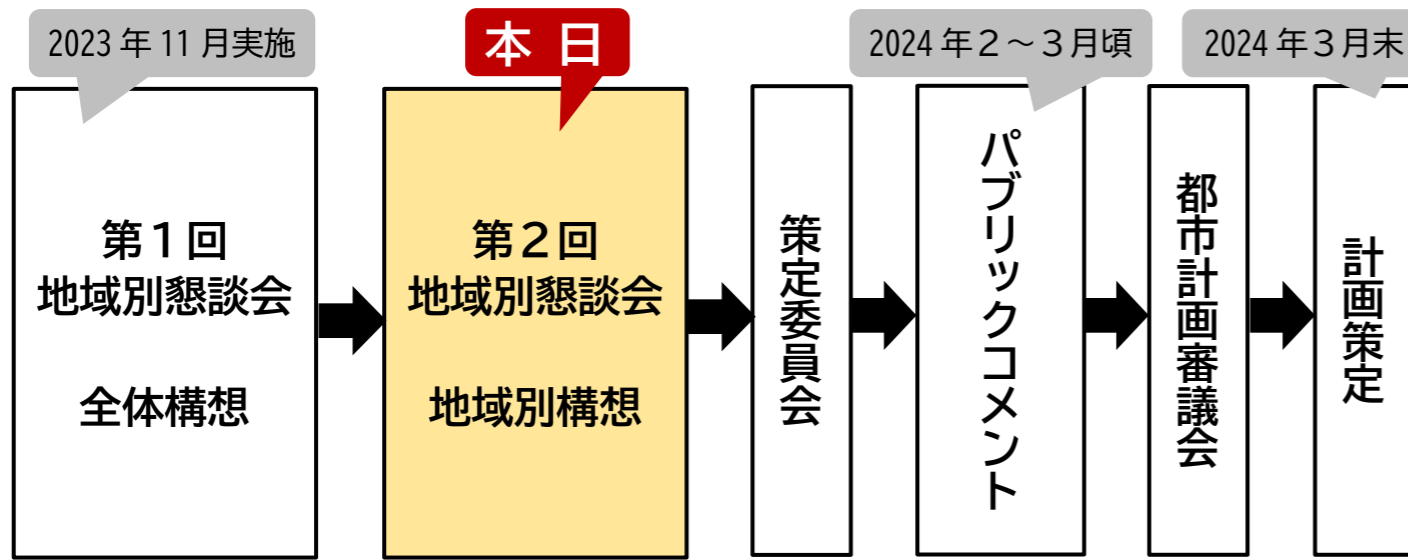 2023年11月実施
本日
2024年２～３月頃
2024年３月末
第１回
地域別懇談会
全体構想
第２回
地域別懇談会
地域別構想
策定委員会
パブリックコメント
都市計画審議会
計画策定